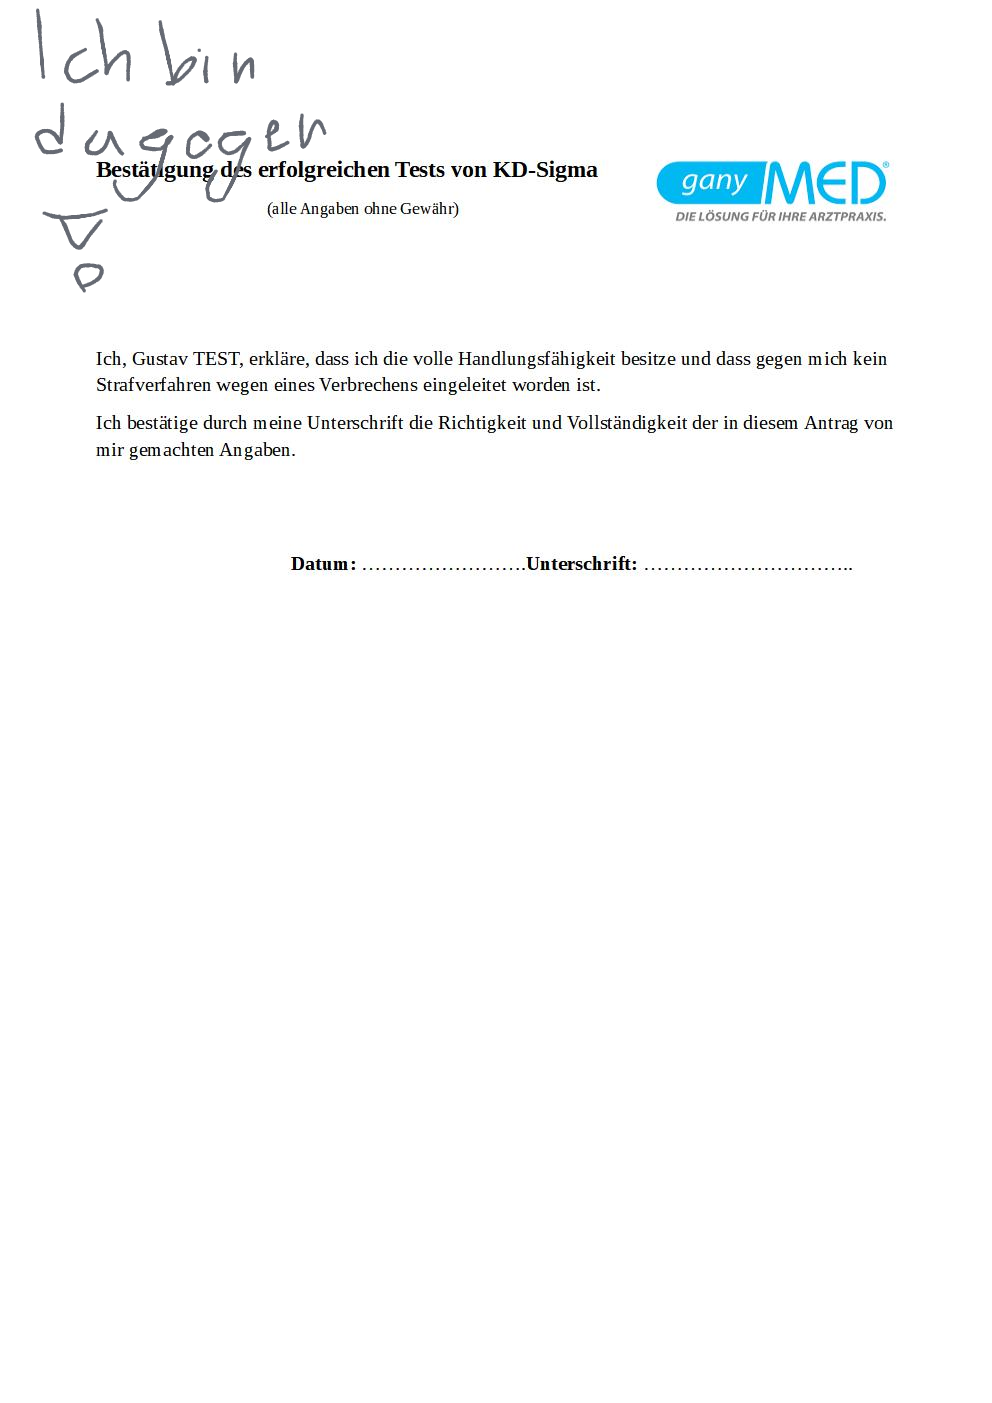 Ich bin
dagegen
Bestätigung des erfolgreichen Tests von KD-Sigma
(alle Angaben ohne Gewähr)
gany MED®
DIE LÖSUNG FÜR IHRE ARZTPRAXIS.
Ich, Gustav TEST, erkläre, dass ich die volle Handlungsfähigkeit besitze und dass gegen mich kein
Strafverfahren wegen eines Verbrechens eingeleitet worden ist.
Ich bestätige durch meine Unterschrift die Richtigkeit und Vollständigkeit der in diesem Antrag von
mir gemachten Angaben.
Datum: …………………….Unterschrift: …………………………..